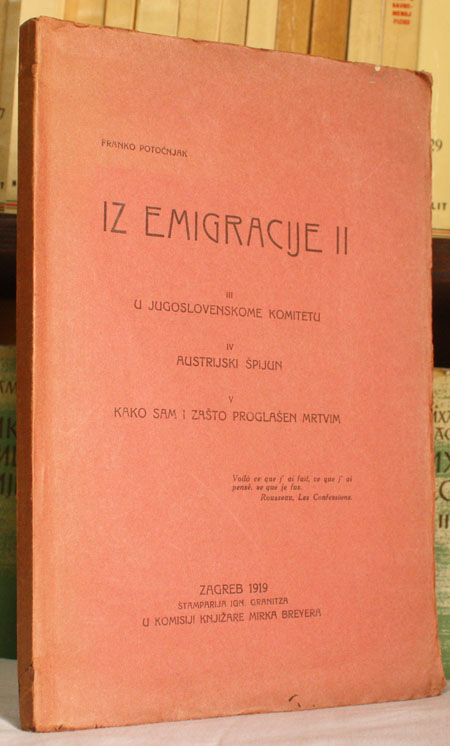 FRANKO POTOČNJAK
IZ EMIGRACIJE II
III
U JUGOSLOVENSKOME KOMITETU
IV
AUSTRIJSKI ŠPIJUN
V
KAKO SAM I ZAŠTO PROGLAŠEN MRTVIM
Voilà ce que j' ai fait, ce que j' ai
pensé, se que je fus.
Rousseau, Les Confessions.
ZAGREB 1919
ŠTAMPARIJA IGN. GRANITZA
U KOMISIJI KNJIŽARE MIRKA BREYERA
29